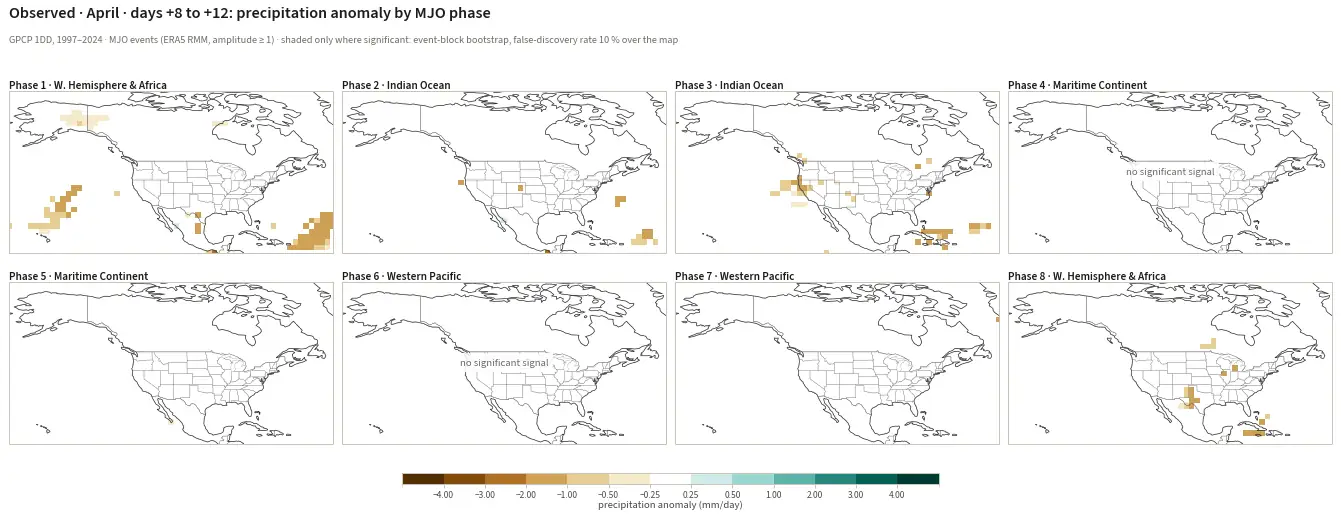 Observed · April · days +8 to +12: precipitation anomaly by MJO phase
GPCP 1DD, 1997–2024 · MJO events (ERA5 RMM, amplitude ≥ 1) · shaded only where significant: event-block bootstrap, false-discovery rate 10 % over the map
Phase 1 · W. Hemisphere & Africa
Phase 2 · Indian Ocean
Phase 3 · Indian Ocean
Phase 4 · Maritime Continent
no significant signal
Phase 5 · Maritime Continent
Phase 6 · Western Pacific
Phase 7 · Western Pacific
Phase 8 · W. Hemisphere & Africa
no significant signal
−4.00 −3.00 −2.00 −1.00 −0.50 −0.25 0.25 0.50 1.00 2.00 3.00 4.00
precipitation anomaly (mm/day)